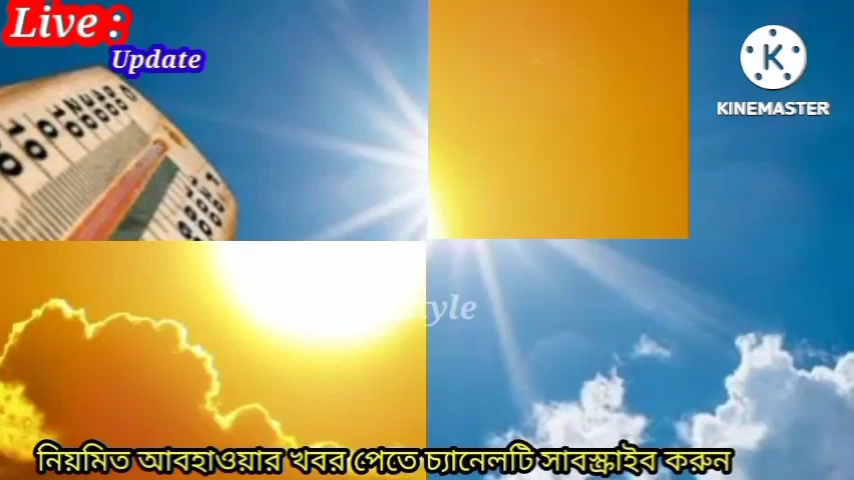 Live :
Update
KINEMASTER
নিয়মিত আবহাওয়ার খবর পেতে চ্যানেলটি সাবস্ক্রাইব করুন